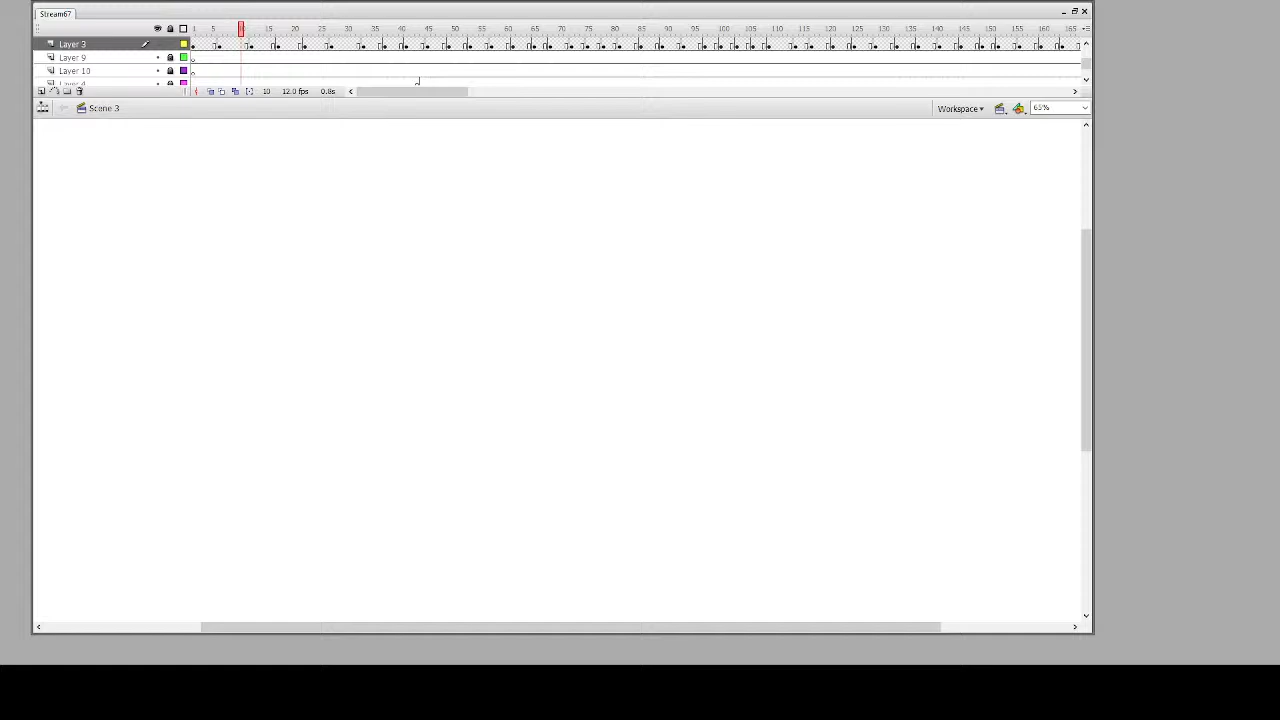 Stream67
1 5 10 15 20 25 30 35 40 45 50 55 60 65 70 75 80 85 90 95 100 105 110 115 120 125 130 135 140 145 150 155 160 165
Layer 3
Layer 9
Layer 10
10 12.0 fps 0.8s
Scene 3 Workspace 65%